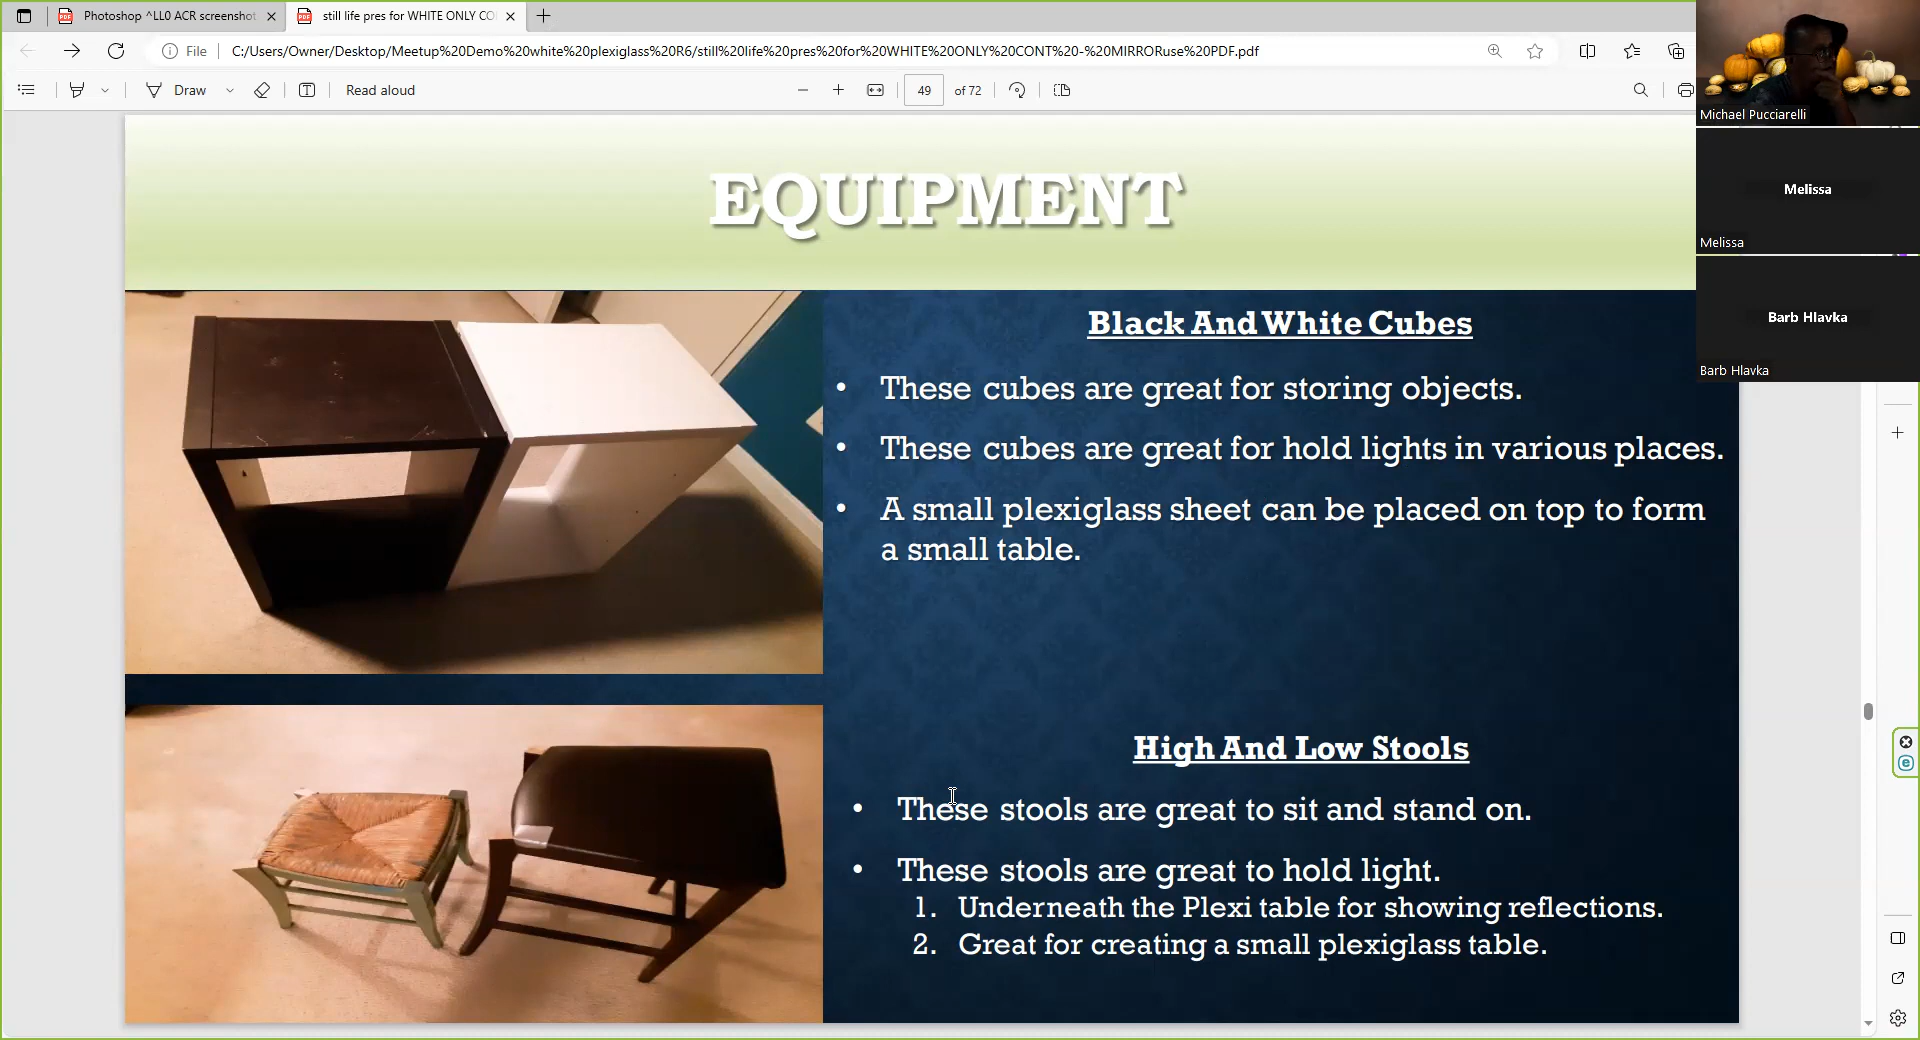 Photoshop ^LL0 ACR screenshot
still life pres for WHITE ONLY CO
File
C:/Users/Owner/Desktop/Meetup%20Demo%20white%20plexiglass%20R6/still%20life%20pres%20for%20WHITE%20ONLY%20CONT%20-%20MIRRORuse%20PDF.pdf
Draw
Read aloud
49 of 72
Michael Pucciarelli
Melissa
Melissa
Barb Hlavka
Barb Hlavka
EQUIPMENT
Black And White Cubes
• These cubes are great for storing objects.
• These cubes are great for hold lights in various places.
• A small plexiglass sheet can be placed on top to form
a small table.
High And Low Stools
• These stools are great to sit and stand on.
• These stools are great to hold light.
1. Underneath the Plexi table for showing reflections.
2. Great for creating a small plexiglass table.